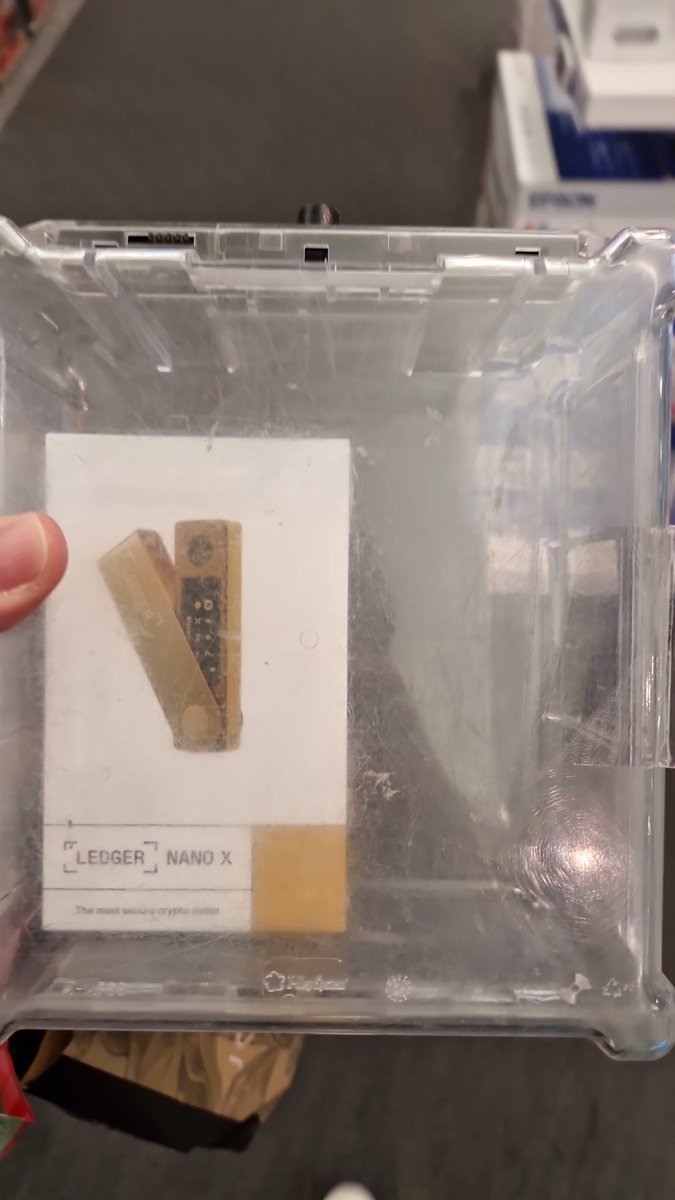 EPSON
LEDGER NANO X
The most secure crypto wallet